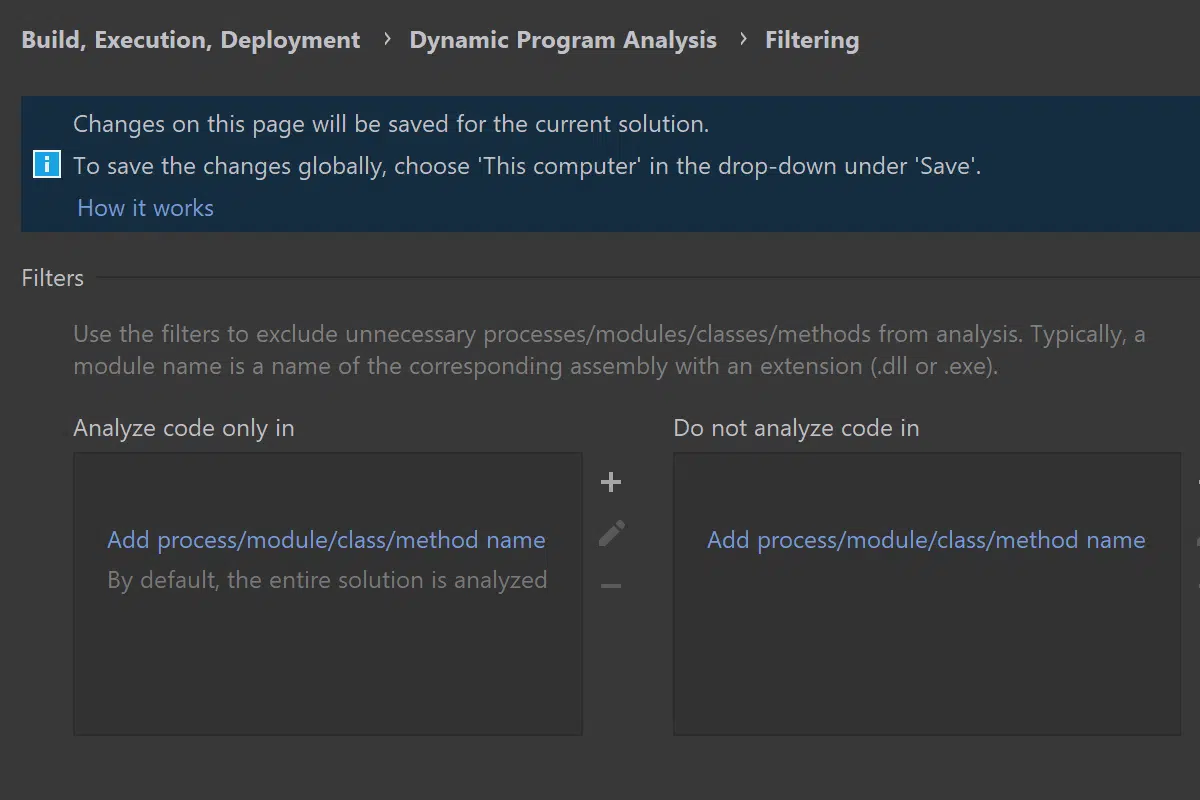 Build, Execution, Deployment › Dynamic Program Analysis › Filtering
Changes on this page will be saved for the current solution.
To save the changes globally, choose 'This computer' in the drop-down under 'Save'.
How it works
Filters
Use the filters to exclude unnecessary processes/modules/classes/methods from analysis. Typically, a
module name is a name of the corresponding assembly with an extension (.dll or .exe).
Analyze code only in
Do not analyze code in
Add process/module/class/method name
By default, the entire solution is analyzed
Add process/module/class/method name